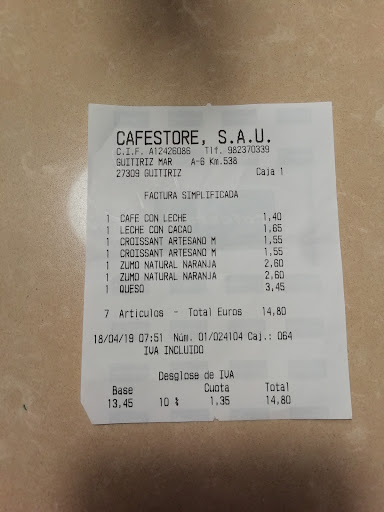 CAFESTORE, S.A.U.
C.I.F. A12426086 Tlf. 982370339
GUITIRIZ MAR A-6 Km.538
27309 GUITIRIZ Caja 1
FACTURA SIMPLIFICADA
1 CAFE CON LECHE 1,40
1 LECHE CON CACAO 1,65
1 CROISSANT ARTESANO M 1,55
1 CROISSANT ARTESANO M 1,55
1 ZUMO NATURAL NARANJA 2,60
1 ZUMO NATURAL NARANJA 2,60
1 QUESO 3,45
7 Articulos - Total Euros 14,80
18/04/19 07:51 Núm. 01/024104 Caj.: 064
IVA INCLUIDO
Desglose de IVA
Base Cuota Total
13,45 10 % 1,35 14,80